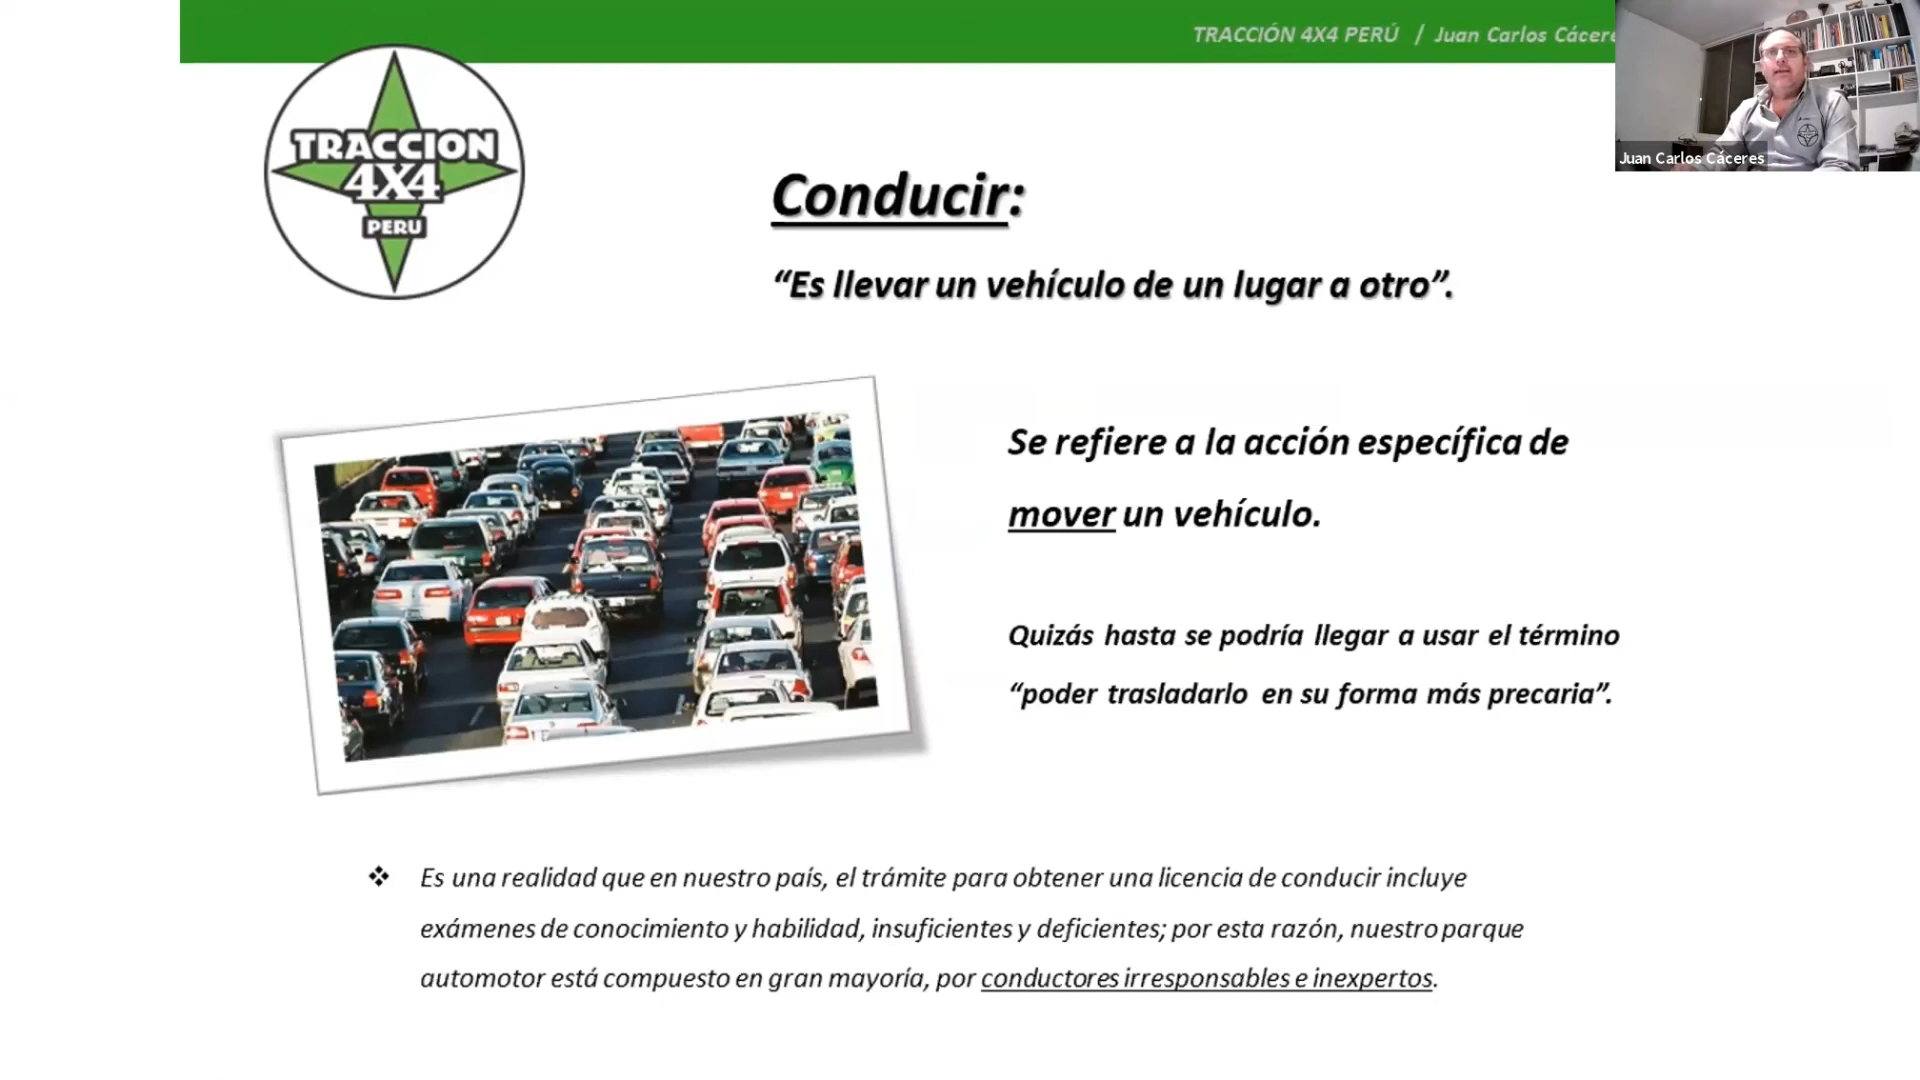 TRACCIÓN 4X4 PERÚ / Juan Carlos
Juan Carlos Cáceres
TRACCION
4X4
PERU
Conducir:
“Es llevar un vehículo de un lugar a otro”.
Se refiere a la acción específica de
mover un vehículo.
Quizás hasta se podría llegar a usar el término
“poder trasladarlo en su forma más precaria”.
❖ Es una realidad que en nuestro país, el trámite para obtener una licencia de conducir incluye
exámenes de conocimiento y habilidad, insuficientes y deficientes; por esta razón, nuestro parque
automotor está compuesto en gran mayoría, por conductores irresponsables e inexpertos.